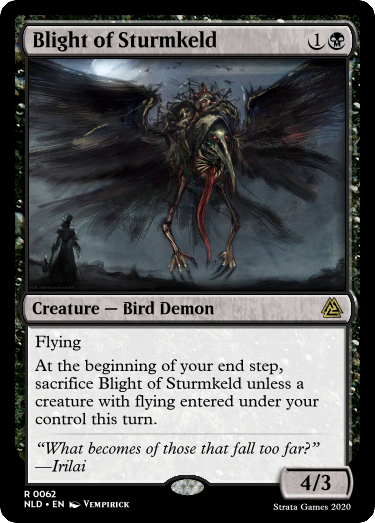 Blight of Sturmkeld 1
Creature — Bird Demon
Flying
At the beginning of your end step,
sacrifice Blight of Sturmkeld unless a
creature with flying entered under your
control this turn.
“What becomes of those that fall too far?”
—Irilai
4/3
R 0062
NLD • EN VEMPIRICK
Strata Games 2020